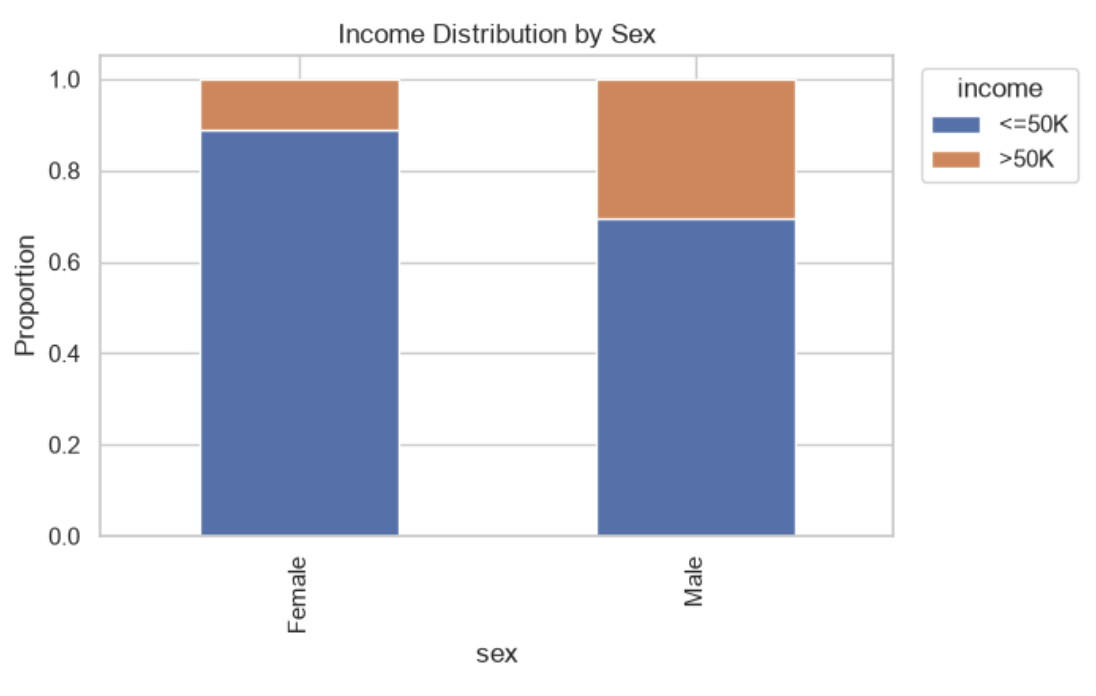 Income Distribution by Sex
income
<=50K
>50K
1.0
0.8
0.6
0.4
0.2
0.0
Proportion
Female
Male
sex